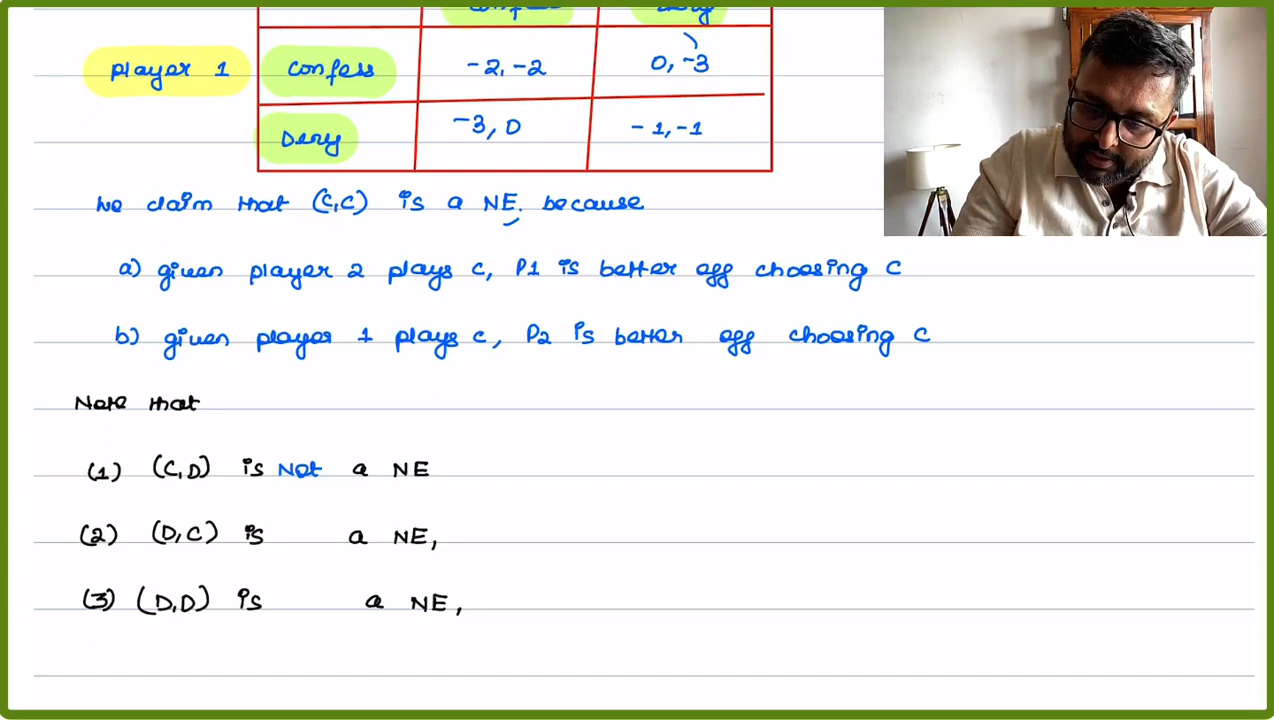 Confess Deny
Player 1 Confess -2, -2 0, -3
Deny -3, 0 -1, -1
We claim that (C,C) is a NE. because
a) given player 2 plays C, P1 is better off choosing C
b) given player 1 plays C, P2 is better off choosing C
Note that
(1) (C,D) is Not a NE
(2) (D,C) is a NE,
(3) (D,D) is a NE,